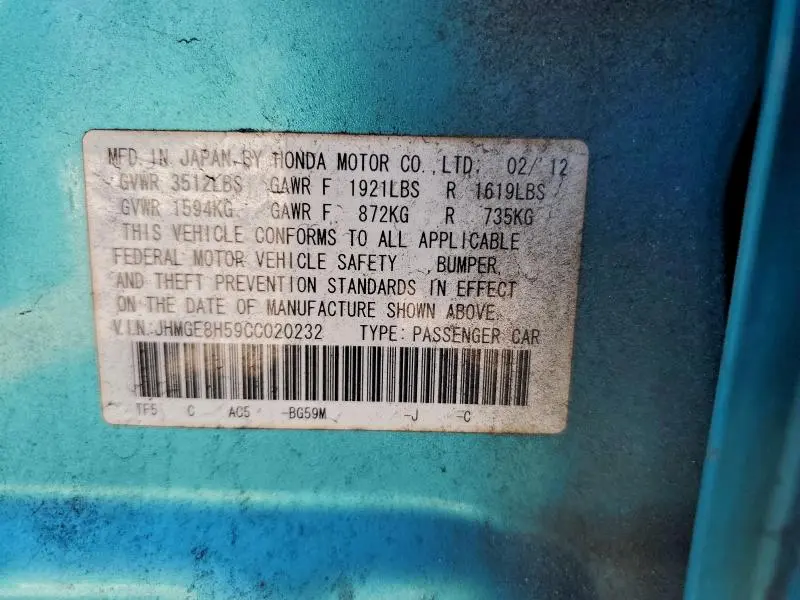 MFD. IN JAPAN BY HONDA MOTOR CO., LTD. 02/'12
GVWR 3512LBS GAWR F 1921LBS R 1619LBS
GVWR 1594KG GAWR F 872KG R 735KG
THIS VEHICLE CONFORMS TO ALL APPLICABLE
FEDERAL MOTOR VEHICLE SAFETY ,BUMPER,
AND THEFT PREVENTION STANDARDS IN EFFECT
ON THE DATE OF MANUFACTURE SHOWN ABOVE.
V.I.N:JHMGE8H59CC020232 TYPE: PASSENGER CAR
TF5 C AC5 -BG59M -J -C